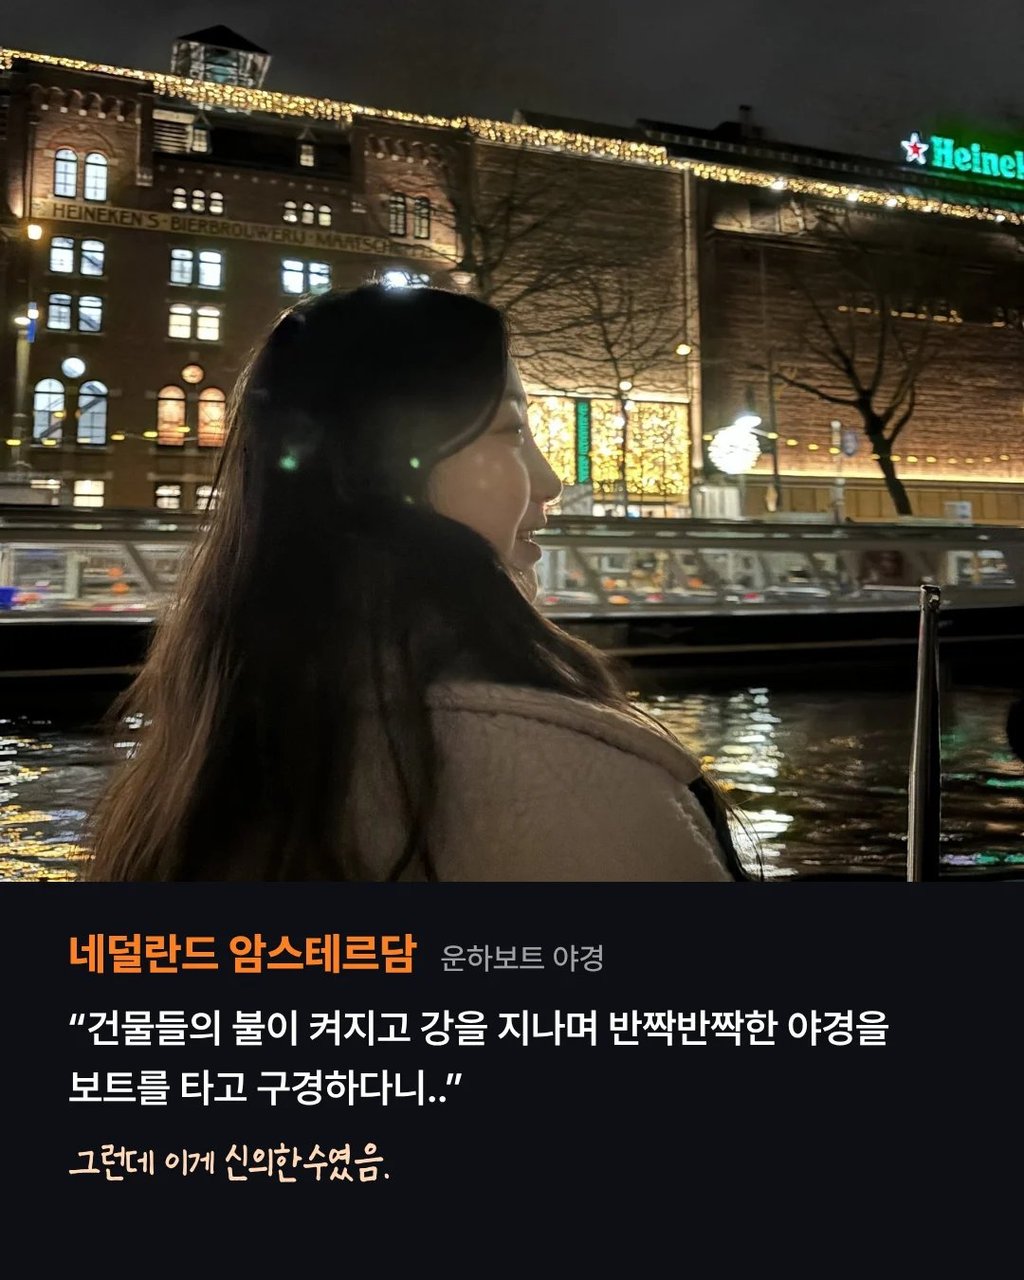 Heinek
HEINEKEN'S·BIERBROUWERIJ·MAATSCH
네덜란드 암스테르담 운하보트 야경
“건물들의 불이 켜지고 강을 지나며 반짝반짝한 야경을
보트를 타고 구경하다니..”
그런데 이게 신의한수였음.